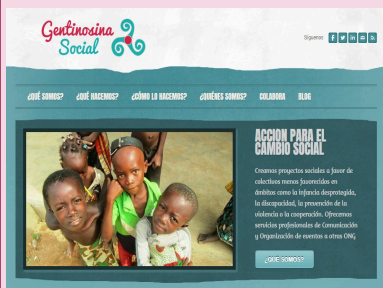 Gentinosina
Social
Síguenos:
¿QUÉ SOMOS? ¿QUÉ HACEMOS? ¿CÓMO LO HACEMOS? ¿QUIÉNES SOMOS? COLABORA BLOG
ACCION PARA EL
CAMBIO SOCIAL
Creamos proyectos sociales a favor de
colectivos menos favorecidos en
ámbitos como la infancia desprotegida,
la discapacidad, la prevención de la
violencia o la cooperación. Ofrecemos
servicios profesionales de Comunicación
y Organización de eventos a otras ONG
¿QUE SOMOS?